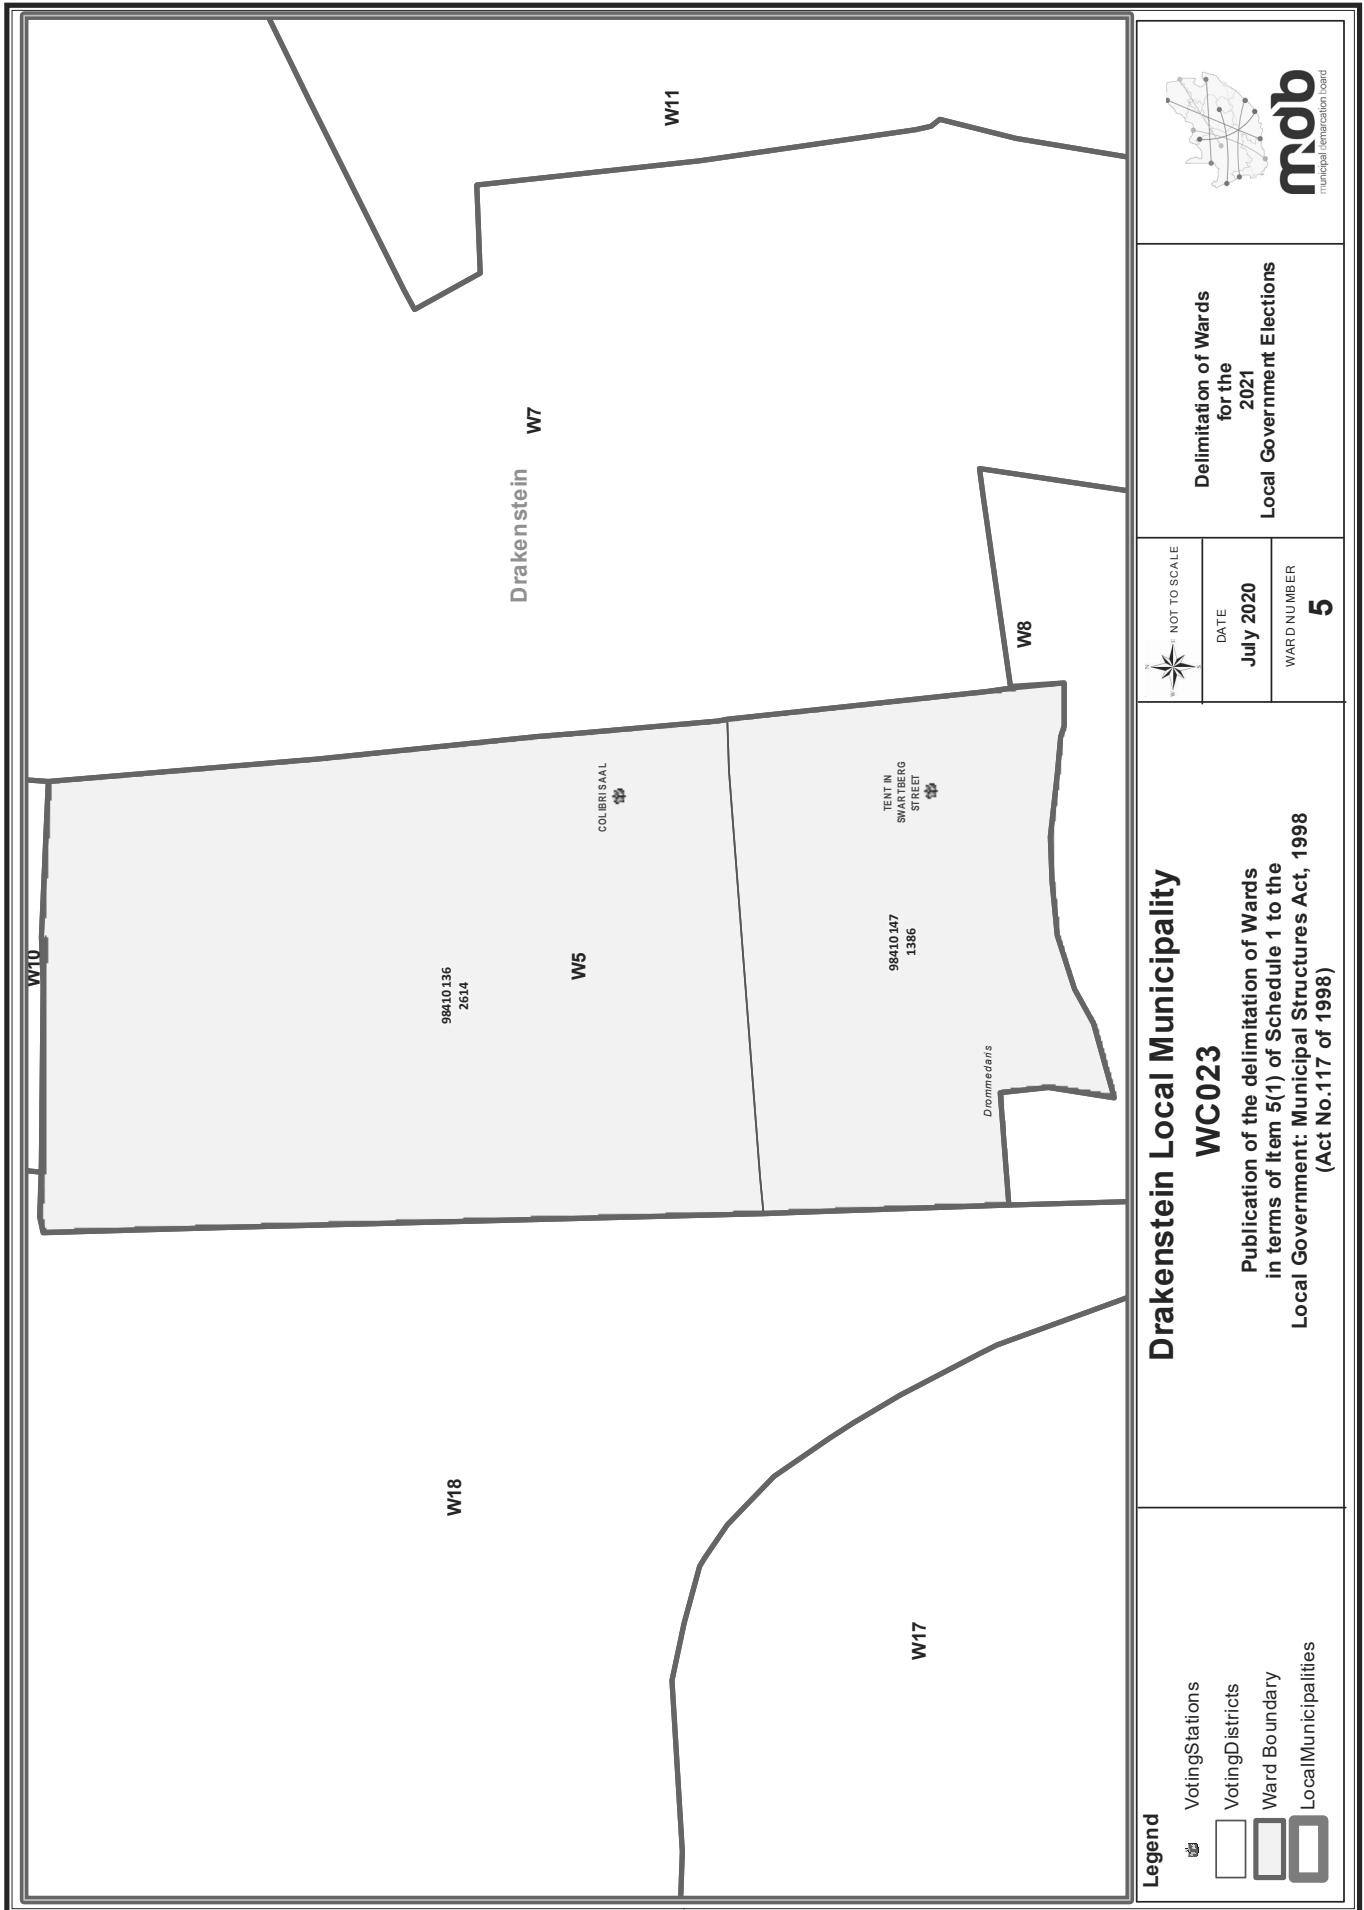 W10
W11
W7
Drakenstein
W8
COLIBRI SAAL
TENT IN
SWARTBERG
STREET
98410136
2614
W5
98410147
1386
Drommedaris
W18
W17
Legend
VotingStations
VotingDistricts
Ward Boundary
LocalMunicipalities
Drakenstein Local Municipality
WC023
Publication of the delimitation of Wards
in terms of Item 5(1) of Schedule 1 to the
Local Government: Municipal Structures Act, 1998
(Act No.117 of 1998)
N
W
E
S
NOT TO SCALE
DATE
July 2020
WARD NUMBER
5
Delimitation of Wards
for the
2021
Local Government Elections
mdb
municipal demarcation board